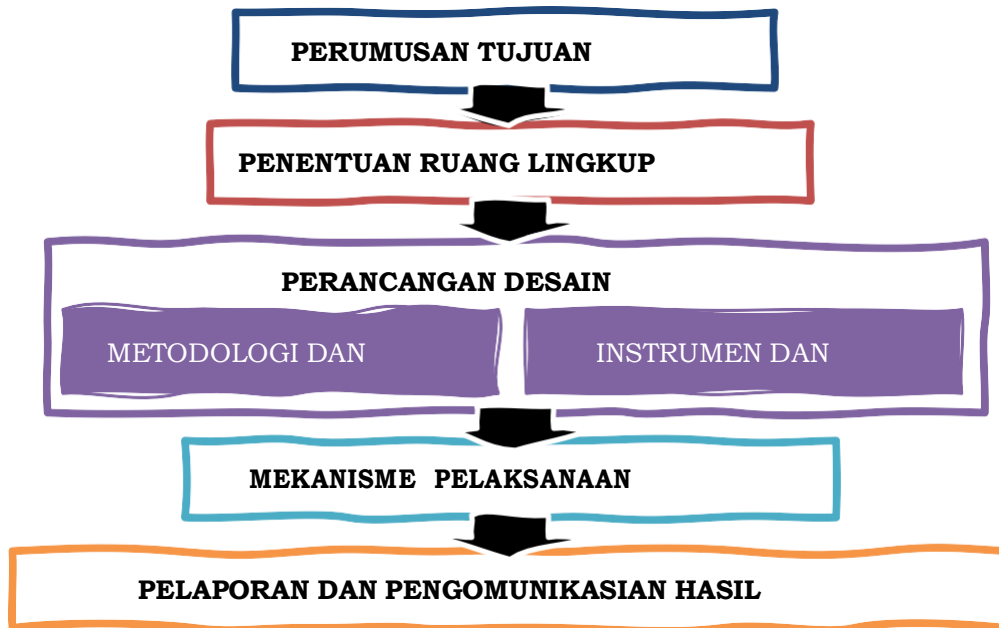 PERUMUSAN TUJUAN
PENENTUAN RUANG LINGKUP
PERANCANGAN DESAIN
METODOLOGI DAN
INSTRUMEN DAN
MEKANISME PELAKSANAAN
PELAPORAN DAN PENGOMUNIKASIAN HASIL